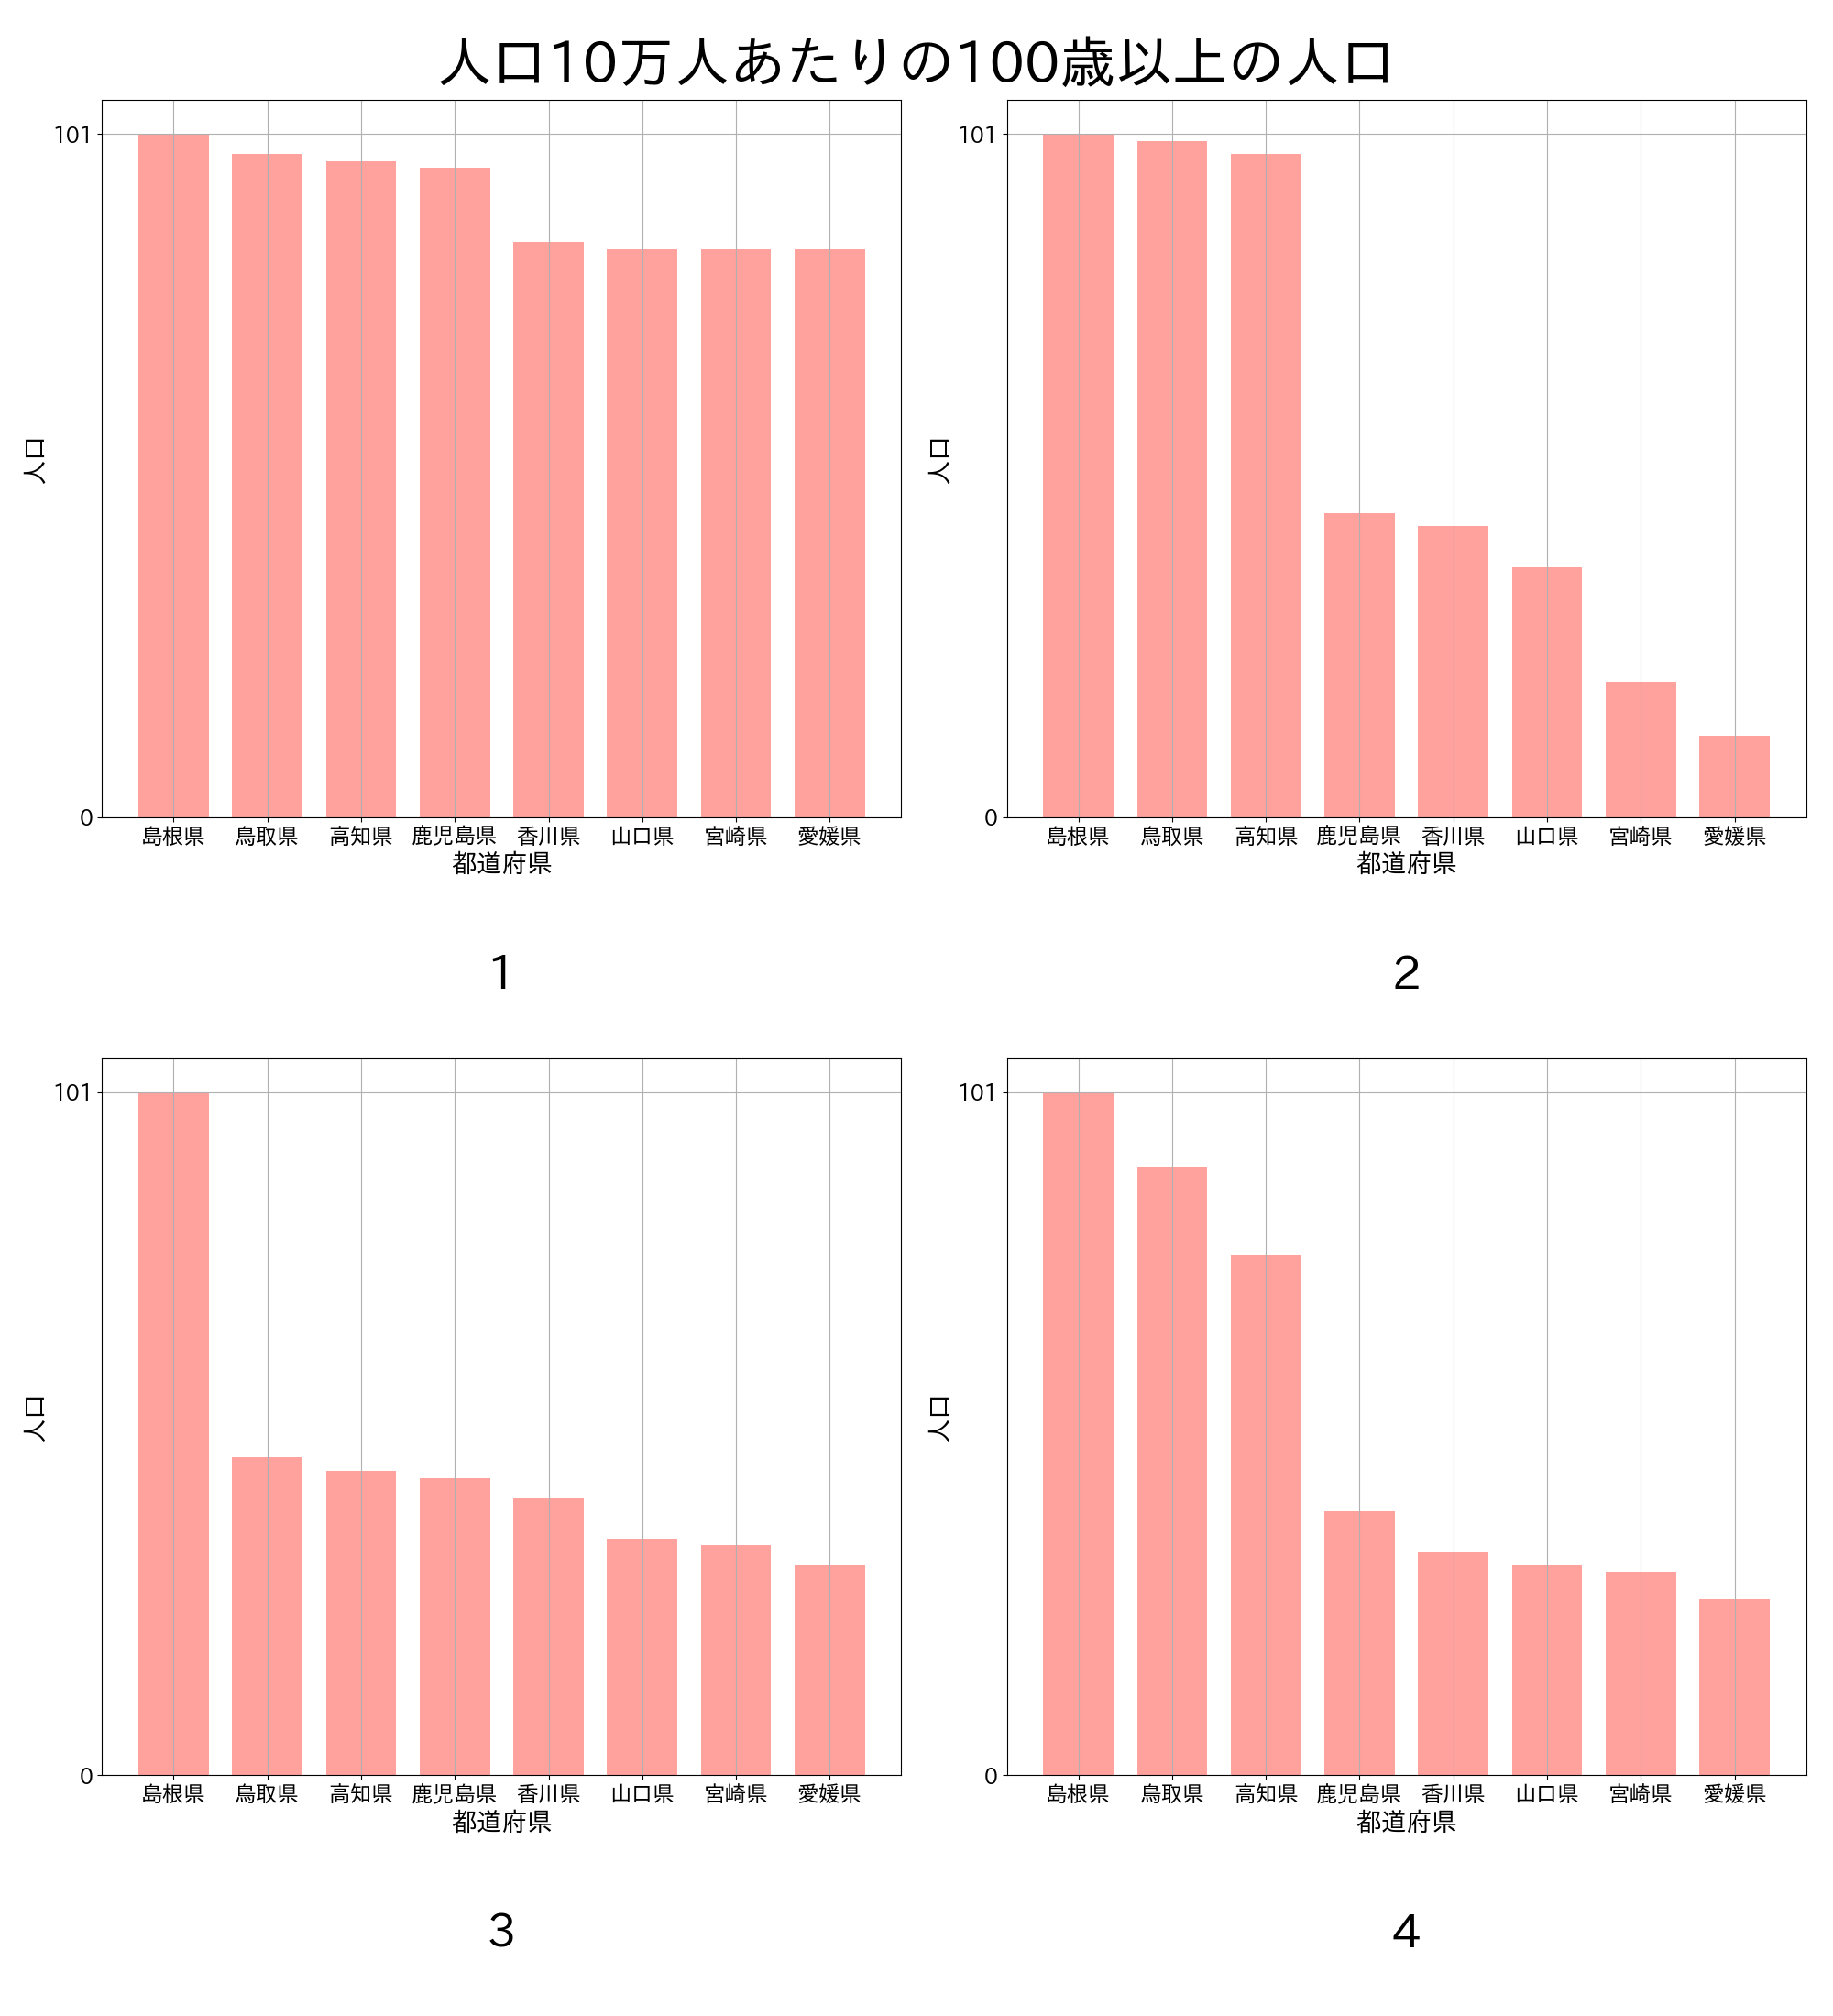 人口10万人あたりの100歳以上の人口
101
0
人口
島根県 鳥取県 高知県 鹿児島県 香川県 山口県 宮崎県 愛媛県
都道府県
1
101
0
人口
島根県 鳥取県 高知県 鹿児島県 香川県 山口県 宮崎県 愛媛県
都道府県
2
101
0
人口
島根県 鳥取県 高知県 鹿児島県 香川県 山口県 宮崎県 愛媛県
都道府県
3
101
0
人口
島根県 鳥取県 高知県 鹿児島県 香川県 山口県 宮崎県 愛媛県
都道府県
4